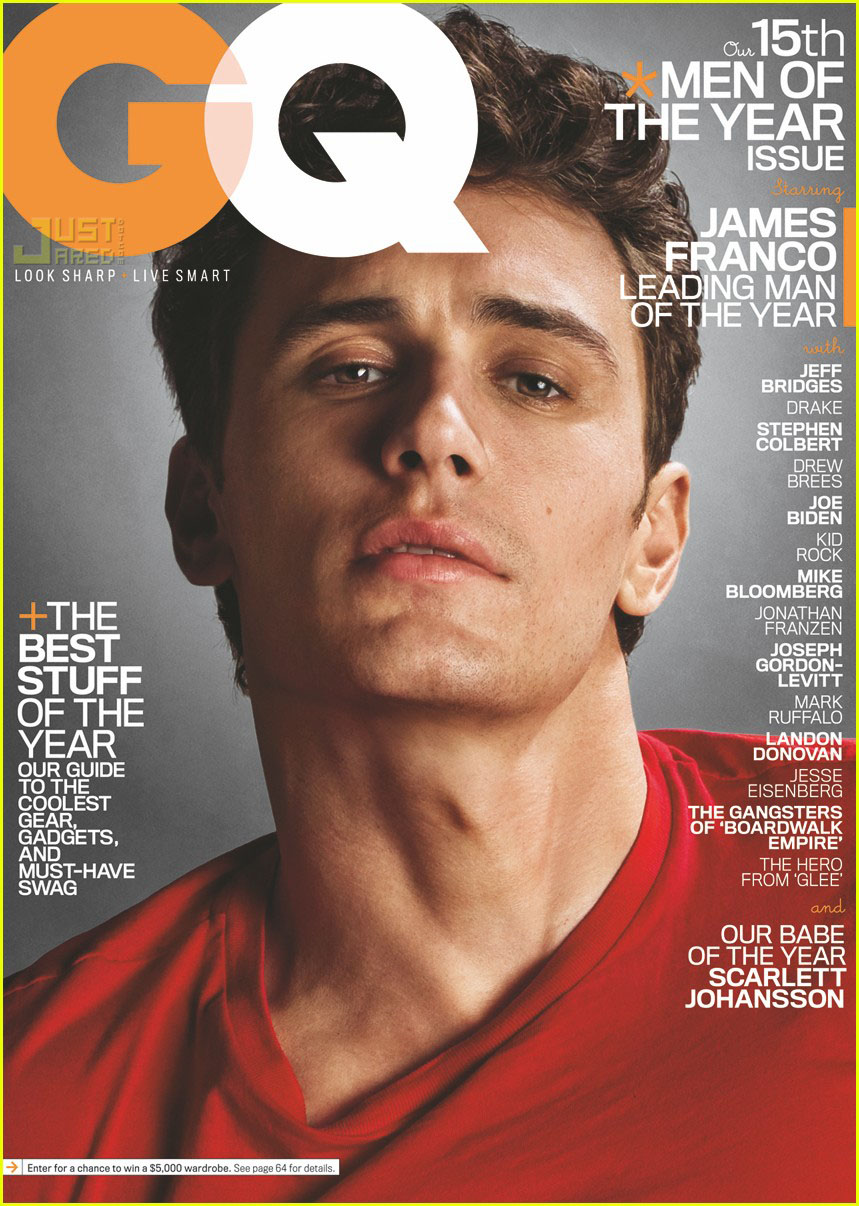 GQ
JUST
JARED
LOOK SHARP · LIVE SMART
Our 15th
*MEN OF
THE YEAR
ISSUE
Starring
JAMES
FRANCO
LEADING MAN
OF THE YEAR
with
JEFF
BRIDGES
DRAKE
STEPHEN
COLBERT
DREW
BREES
JOE
BIDEN
KID
ROCK
MIKE
BLOOMBERG
JONATHAN
FRANZEN
JOSEPH
GORDON-
LEVITT
MARK
RUFFALO
LANDON
DONOVAN
JESSE
EISENBERG
THE GANGSTERS
OF ‘BOARDWALK
EMPIRE’
THE HERO
FROM ‘GLEE’
and
OUR BABE
OF THE YEAR
SCARLETT
JOHANSSON
+THE
BEST
STUFF
OF THE
YEAR
OUR GUIDE
TO THE
COOLEST
GEAR,
GADGETS,
AND
MUST-HAVE
SWAG
→ Enter for a chance to win a $5,000 wardrobe. See page 64 for details.